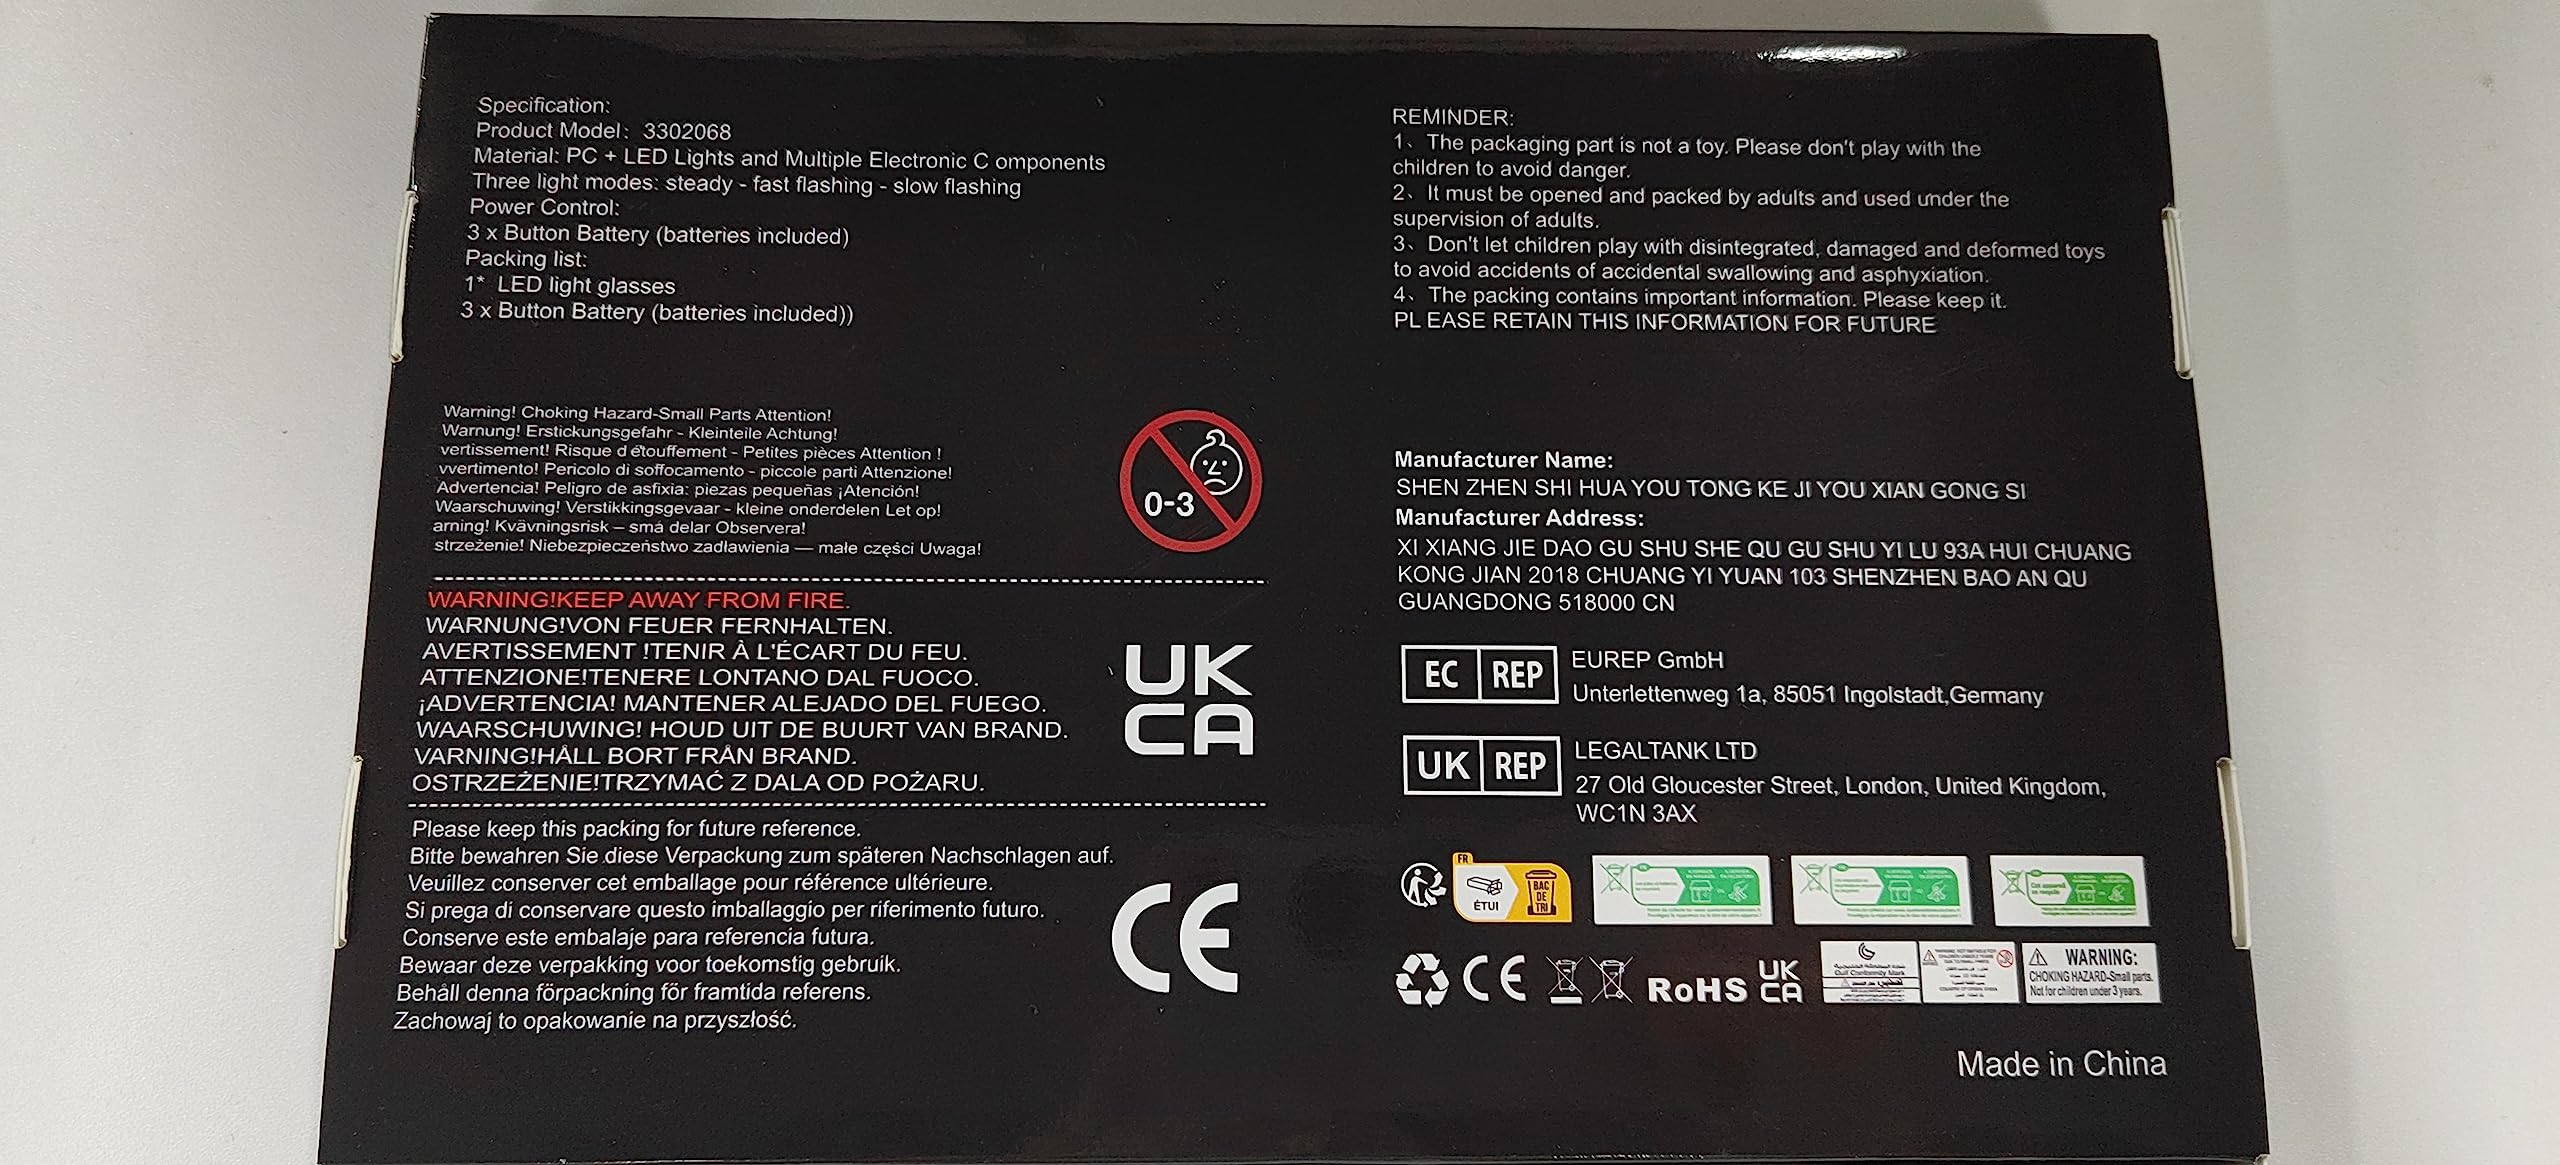 Specification:
Product Model: 3302068
Material: PC + LED Lights and Multiple Electronic C omponents
Three light modes: steady - fast flashing - slow flashing
Power Control:
3 x Button Battery (batteries included)
Packing list:
1* LED light glasses
3 x Button Battery (batteries included))
Warning! Choking Hazard-Small Parts Attention!
Warnung! Erstickungsgefahr - Kleinteile Achtung!
vertissement! Risque d étouffement - Petites pièces Attention !
vvertimento! Pericolo di soffocamento - piccole parti Attenzione!
Advertencia! Peligro de asfixia: piezas pequeñas ¡Atención!
Waarschuwing! Verstikkingsgevaar - kleine onderdelen Let op!
arning! Kvävningsrisk – små delar Observera!
strzeżenie! Niebezpieczeństwo zadławienia — małe części Uwaga!
0-3
WARNING!KEEP AWAY FROM FIRE.
WARNUNG!VON FEUER FERNHALTEN.
AVERTISSEMENT !TENIR À L'ÉCART DU FEU.
ATTENZIONE!TENERE LONTANO DAL FUOCO.
¡ADVERTENCIA! MANTENER ALEJADO DEL FUEGO.
WAARSCHUWING! HOUD UIT DE BUURT VAN BRAND.
VARNING!HÅLL BORT FRÅN BRAND.
OSTRZEŻENIE!TRZYMAĆ Z DALA OD POŻARU.
UK
CA
Please keep this packing for future reference.
Bitte bewahren Sie diese Verpackung zum späteren Nachschlagen auf.
Veuillez conserver cet emballage pour référence ultérieure.
Si prega di conservare questo imballaggio per riferimento futuro.
Conserve este embalaje para referencia futura.
Bewaar deze verpakking voor toekomstig gebruik.
Behåll denna förpackning för framtida referens.
Zachowaj to opakowanie na przyszłość.
CE
REMINDER:
1、The packaging part is not a toy. Please don't play with the
children to avoid danger.
2、It must be opened and packed by adults and used under the
supervision of adults.
3、Don't let children play with disintegrated, damaged and deformed toys
to avoid accidents of accidental swallowing and asphyxiation.
4、The packing contains important information. Please keep it.
PL EASE RETAIN THIS INFORMATION FOR FUTURE
Manufacturer Name:
SHEN ZHEN SHI HUA YOU TONG KE JI YOU XIAN GONG SI
Manufacturer Address:
XI XIANG JIE DAO GU SHU SHE QU GU SHU YI LU 93A HUI CHUANG
KONG JIAN 2018 CHUANG YI YUAN 103 SHENZHEN BAO AN QU
GUANGDONG 518000 CN
EC REP
EUREP GmbH
Unterlettenweg 1a, 85051 Ingolstadt,Germany
UK REP
LEGALTANK LTD
27 Old Gloucester Street, London, United Kingdom,
WC1N 3AX
FR
ÉTUI
BAC
DE
TRI
CE
RoHS
UK
CA
Gulf Conformity Mark
WARNING:
CHOKING HAZARD-Small parts.
Not for children under 3 years.
Made in China